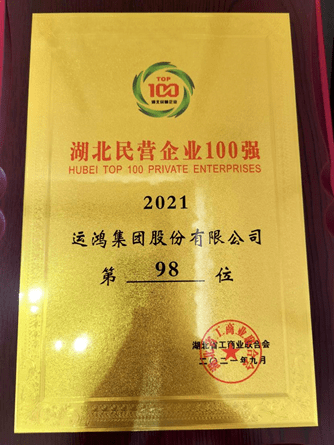 TOP
100
湖北民营企业100强
HUBEI TOP 100 PRIVATE ENTERPRISES
2021
运鸿集团股份有限公司
第 98 位
湖北省工商业联合会
二〇二一年九月